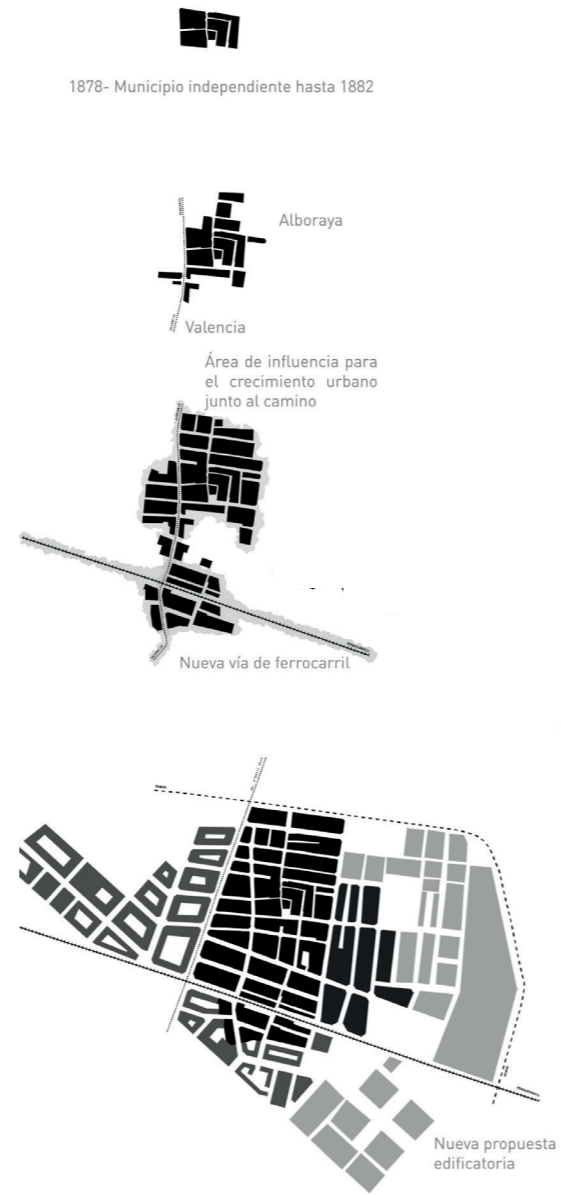 1878- Municipio independiente hasta 1882
Alboraya
Valencia
Área de influencia para
el crecimiento urbano
junto al camino
Nueva vía de ferrocarril
Nueva propuesta
edificatoria